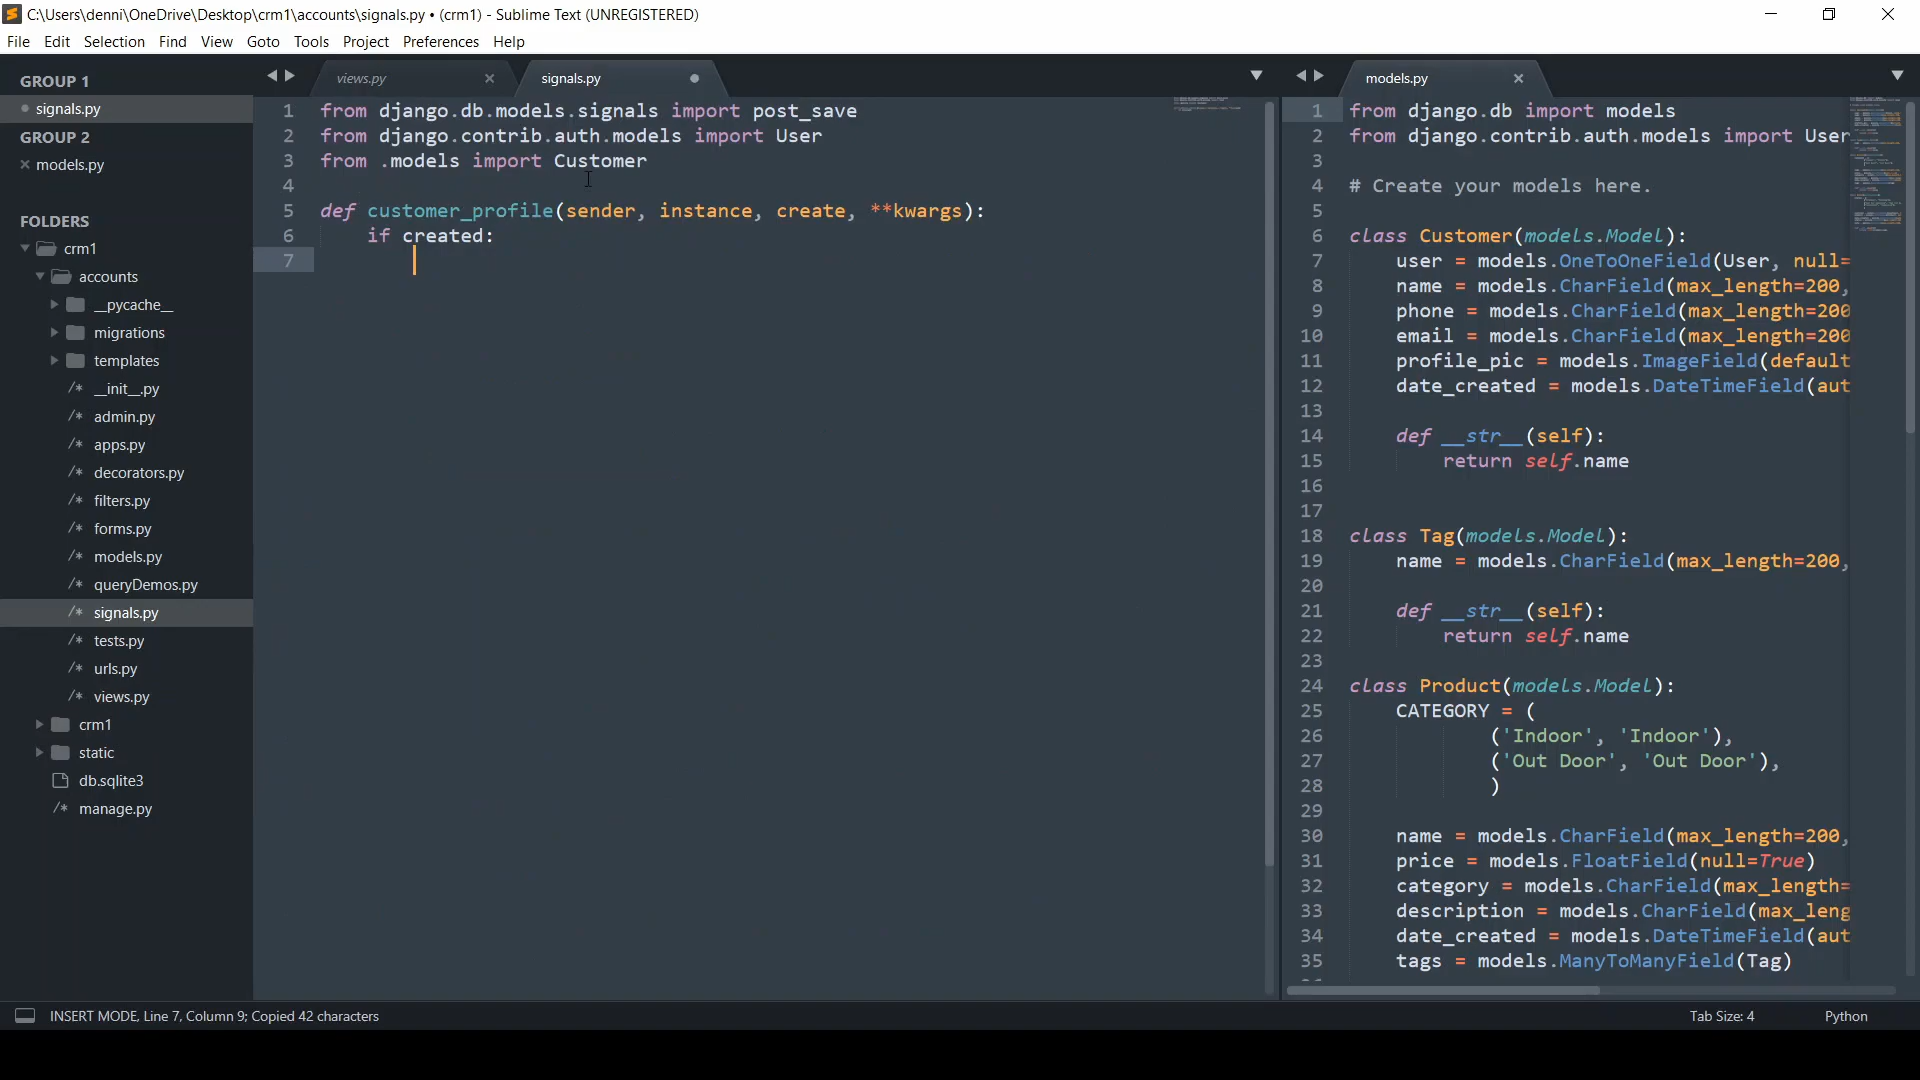 C:\Users\denni\OneDrive\Desktop\crm1\accounts\signals.py • (crm1) - Sublime Text (UNREGISTERED)
File Edit Selection Find View Goto Tools Project Preferences Help
GROUP 1
signals.py
GROUP 2
models.py
FOLDERS
crm1
accounts
__pycache__
migrations
templates
/* __init__.py
/* admin.py
/* apps.py
/* decorators.py
/* filters.py
/* forms.py
/* models.py
/* queryDemos.py
/* signals.py
/* tests.py
/* urls.py
/* views.py
crm1
static
db.sqlite3
/* manage.py
views.py signals.py
1 from django.db.models.signals import post_save
2 from django.contrib.auth.models import User
3 from .models import Customer
4
5 def customer_profile(sender, instance, create, **kwargs):
6 if created:
7
models.py
1 from django.db import models
2 from django.contrib.auth.models import User
3
4 # Create your models here.
5
6 class Customer(models.Model):
7 user = models.OneToOneField(User, null=
8 name = models.CharField(max_length=200,
9 phone = models.CharField(max_length=200
10 email = models.CharField(max_length=200
11 profile_pic = models.ImageField(default
12 date_created = models.DateTimeField(aut
13
14 def __str__(self):
15 return self.name
16
17
18 class Tag(models.Model):
19 name = models.CharField(max_length=200,
20
21 def __str__(self):
22 return self.name
23
24 class Product(models.Model):
25 CATEGORY = (
26 ('Indoor', 'Indoor'),
27 ('Out Door', 'Out Door'),
28 )
29
30 name = models.CharField(max_length=200,
31 price = models.FloatField(null=True)
32 category = models.CharField(max_length=
33 description = models.CharField(max_leng
34 date_created = models.DateTimeField(aut
35 tags = models.ManyToManyField(Tag)
INSERT MODE, Line 7, Column 9; Copied 42 characters
Tab Size: 4 Python